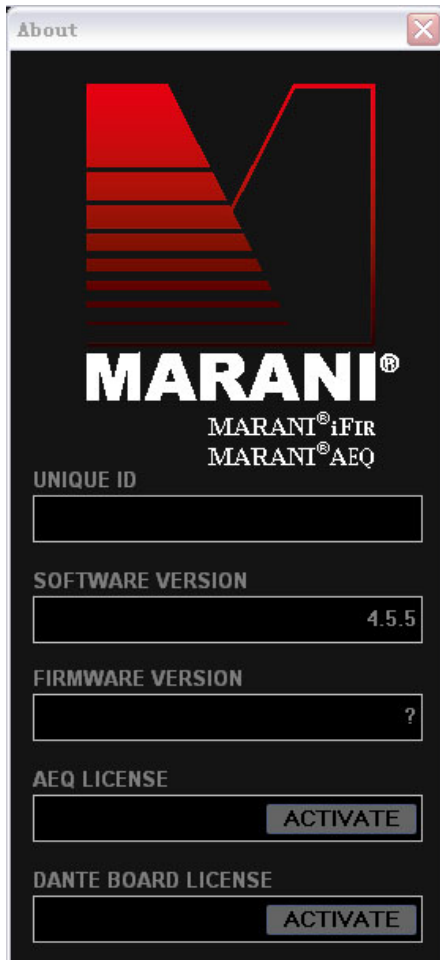 About
MARANI®
MARANI®iFIR
MARANI®AEQ
UNIQUE ID
SOFTWARE VERSION
4.5.5
FIRMWARE VERSION
?
AEQ LICENSE
ACTIVATE
DANTE BOARD LICENSE
ACTIVATE